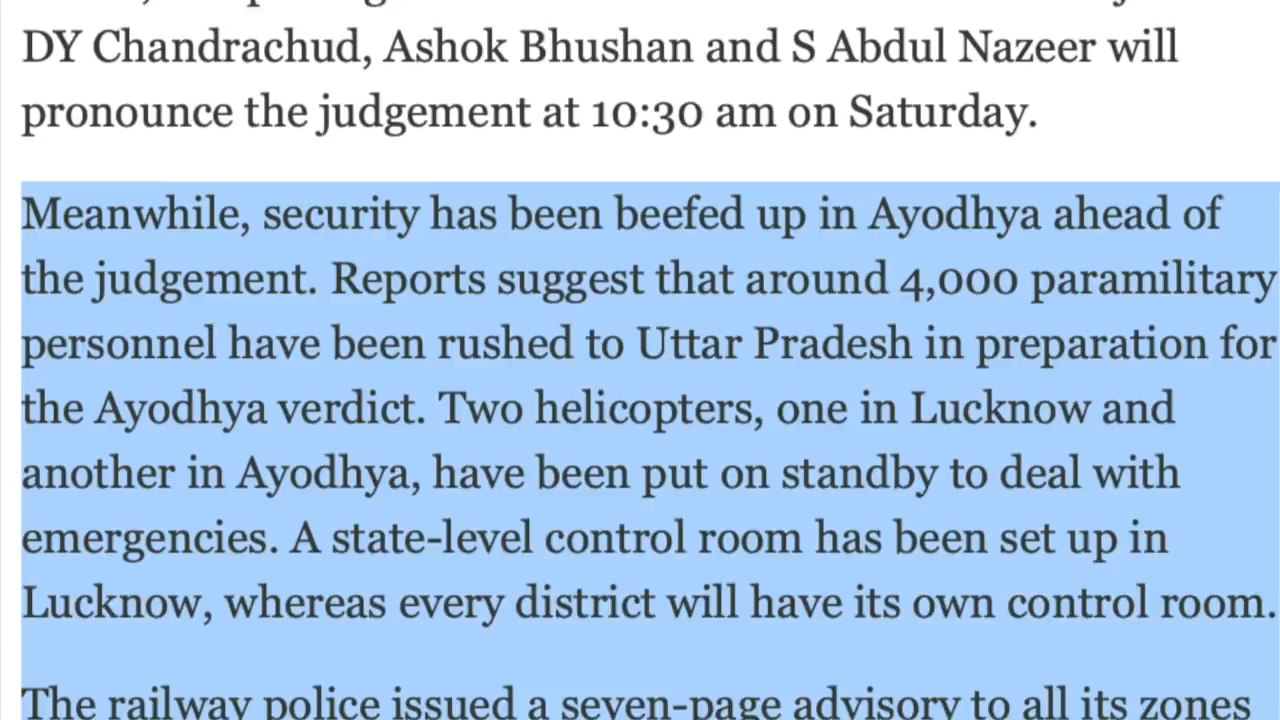 DY Chandrachud, Ashok Bhushan and S Abdul Nazeer will
pronounce the judgement at 10:30 am on Saturday.
Meanwhile, security has been beefed up in Ayodhya ahead of
the judgement. Reports suggest that around 4,000 paramilitary
personnel have been rushed to Uttar Pradesh in preparation for
the Ayodhya verdict. Two helicopters, one in Lucknow and
another in Ayodhya, have been put on standby to deal with
emergencies. A state-level control room has been set up in
Lucknow, whereas every district will have its own control room.
The railway police issued a seven-page advisory to all its zones